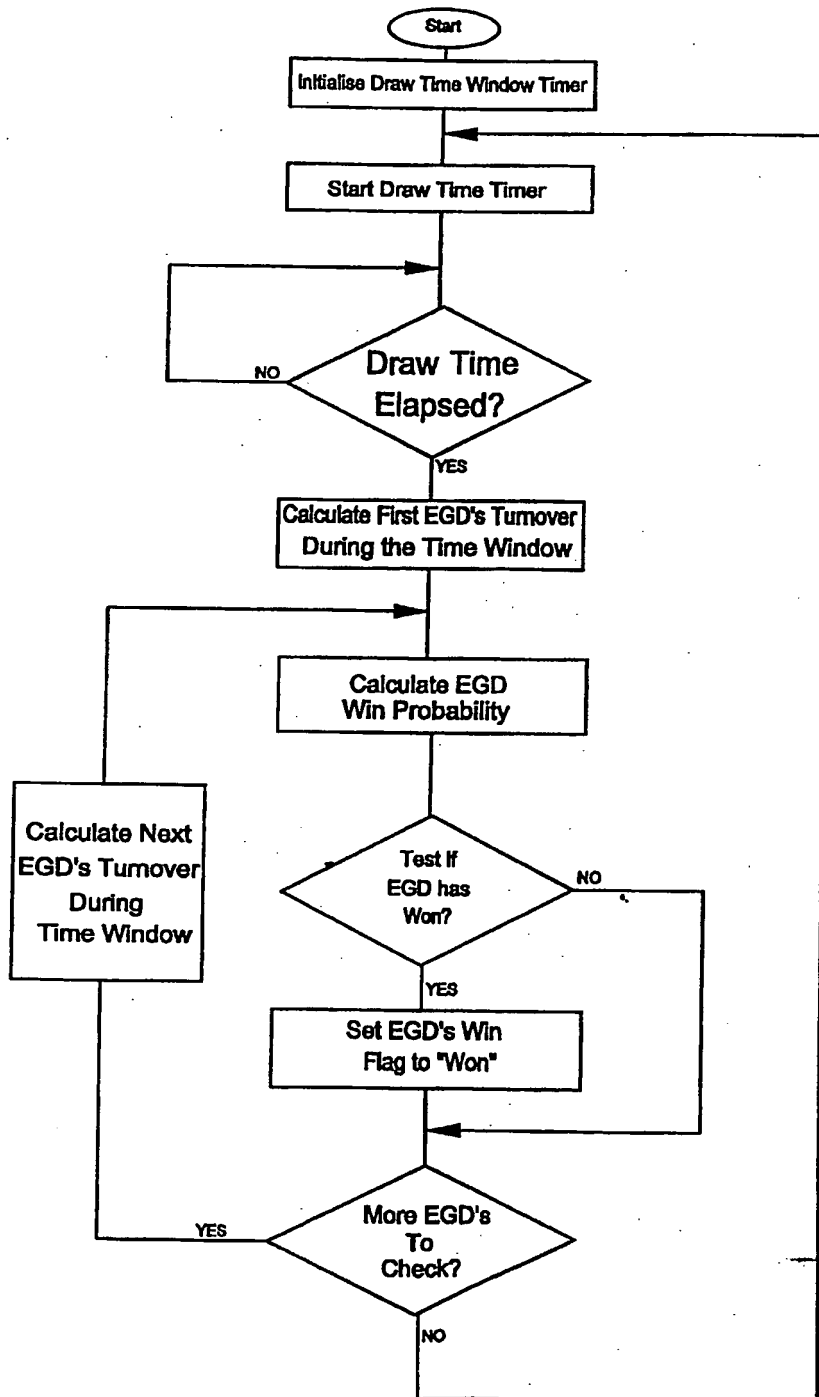 Start
Initialise Draw Time Window Timer
Start Draw Time Timer
Draw Time
Elapsed?
NO
YES
Calculate First EGD's Turnover
During the Time Window
Calculate EGD
Win Probability
Calculate Next
EGD's Turnover
During
Time Window
Test If
EGD has
Won?
NO
YES
Set EGD's Win
Flag to "Won"
More EGD's
To
Check?
YES
NO